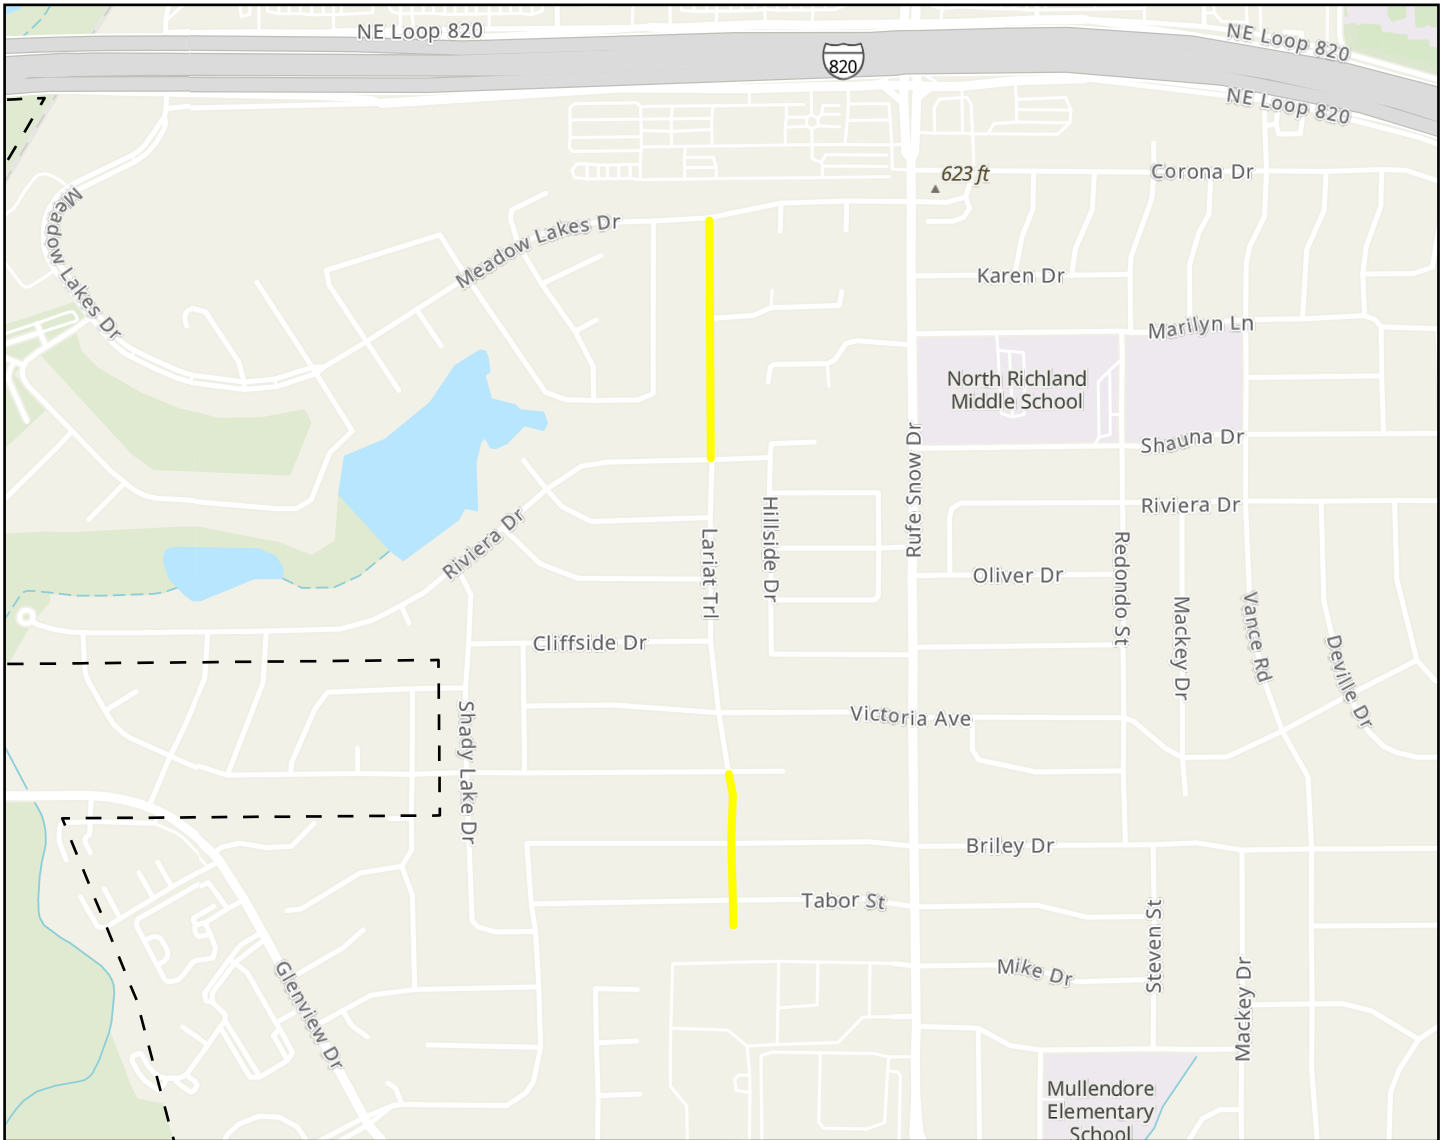 NE Loop 820
NE Loop 820
820
NE Loop 820
Corona Dr
623 ft
Meadow Lakes Dr
Meadow Lakes Dr
Meadow Lakes Dr
Karen Dr
Marilyn Ln
North Richland
Middle School
Shauna Dr
Rufe Snow Dr
Riviera Dr
Riviera Dr
Hillside Dr
Lariat Trl
Redondo St
Oliver Dr
Mackey Dr
Vance Rd
Cliffside Dr
Deville Dr
Shady Lake Dr
Victoria Ave
Briley Dr
Tabor St
Steven St
Mike Dr
Mackey Dr
Glenview Dr
Mullendore
Elementary
School